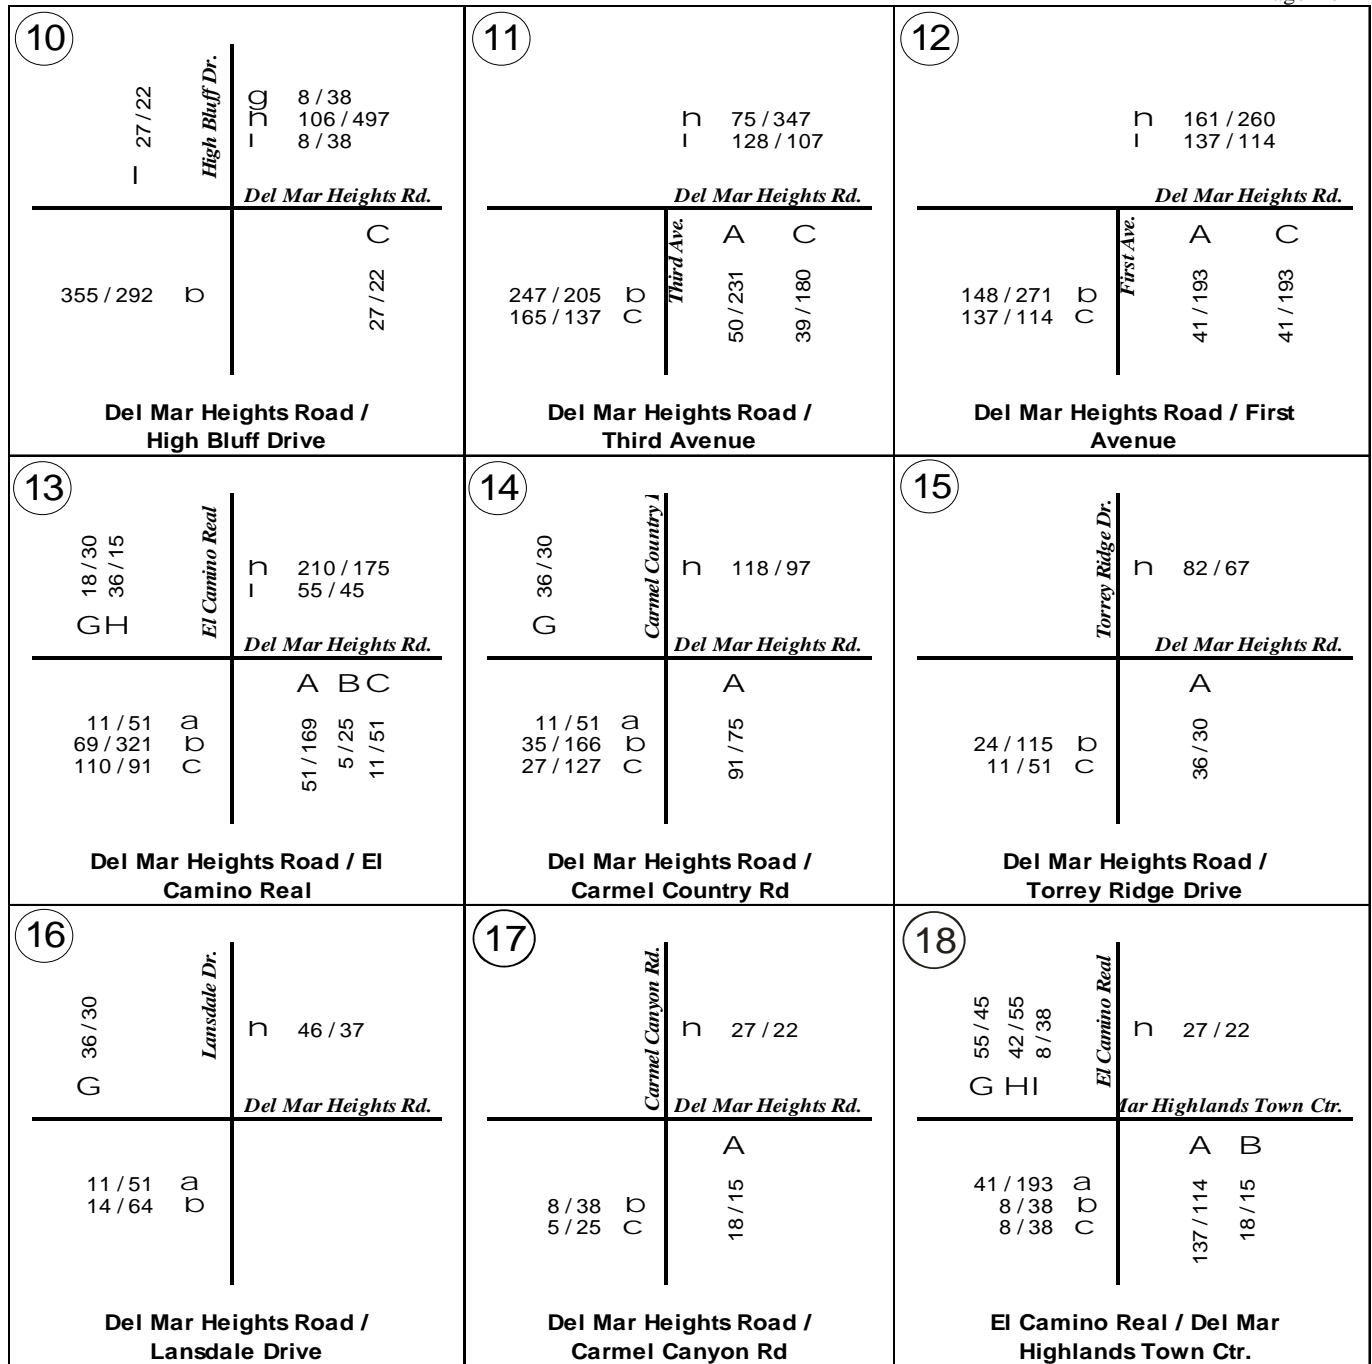 10
High Bluff Dr.
27 / 22
I
g 8 / 38
h 106 / 497
I 8 / 38
Del Mar Heights Rd.
355 / 292 b
C
27 / 22
Del Mar Heights Road /
High Bluff Drive
11
h 75 / 347
I 128 / 107
Del Mar Heights Rd.
Third Ave.
247 / 205 b
165 / 137 c
A C
50 / 231
39 / 180
Del Mar Heights Road /
Third Avenue
12
h 161 / 260
I 137 / 114
Del Mar Heights Rd.
First Ave.
148 / 271 b
137 / 114 c
A C
41 / 193
41 / 193
Del Mar Heights Road / First
Avenue
13
18 / 30
36 / 15
G H
El Camino Real
h 210 / 175
I 55 / 45
Del Mar Heights Rd.
11 / 51 a
69 / 321 b
110 / 91 c
A B C
51 / 169
5 / 25
11 / 51
Del Mar Heights Road / El
Camino Real
14
36 / 30
G
Carmel Country
h 118 / 97
Del Mar Heights Rd.
11 / 51 a
35 / 166 b
27 / 127 c
A
91 / 75
Del Mar Heights Road /
Carmel Country Rd
15
Torrey Ridge Dr.
h 82 / 67
Del Mar Heights Rd.
24 / 115 b
11 / 51 c
A
36 / 30
Del Mar Heights Road /
Torrey Ridge Drive
16
36 / 30
G
Lansdale Dr.
h 46 / 37
Del Mar Heights Rd.
11 / 51 a
14 / 64 b
Del Mar Heights Road /
Lansdale Drive
17
Carmel Canyon Rd.
h 27 / 22
Del Mar Heights Rd.
8 / 38 b
5 / 25 c
A
18 / 15
Del Mar Heights Road /
Carmel Canyon Rd
18
55 / 45
42 / 55
8 / 38
G H I
El Camino Real
h 27 / 22
Mar Highlands Town Ctr.
41 / 193 a
8 / 38 b
8 / 38 c
A B
137 / 114
18 / 15
El Camino Real / Del Mar
Highlands Town Ctr.